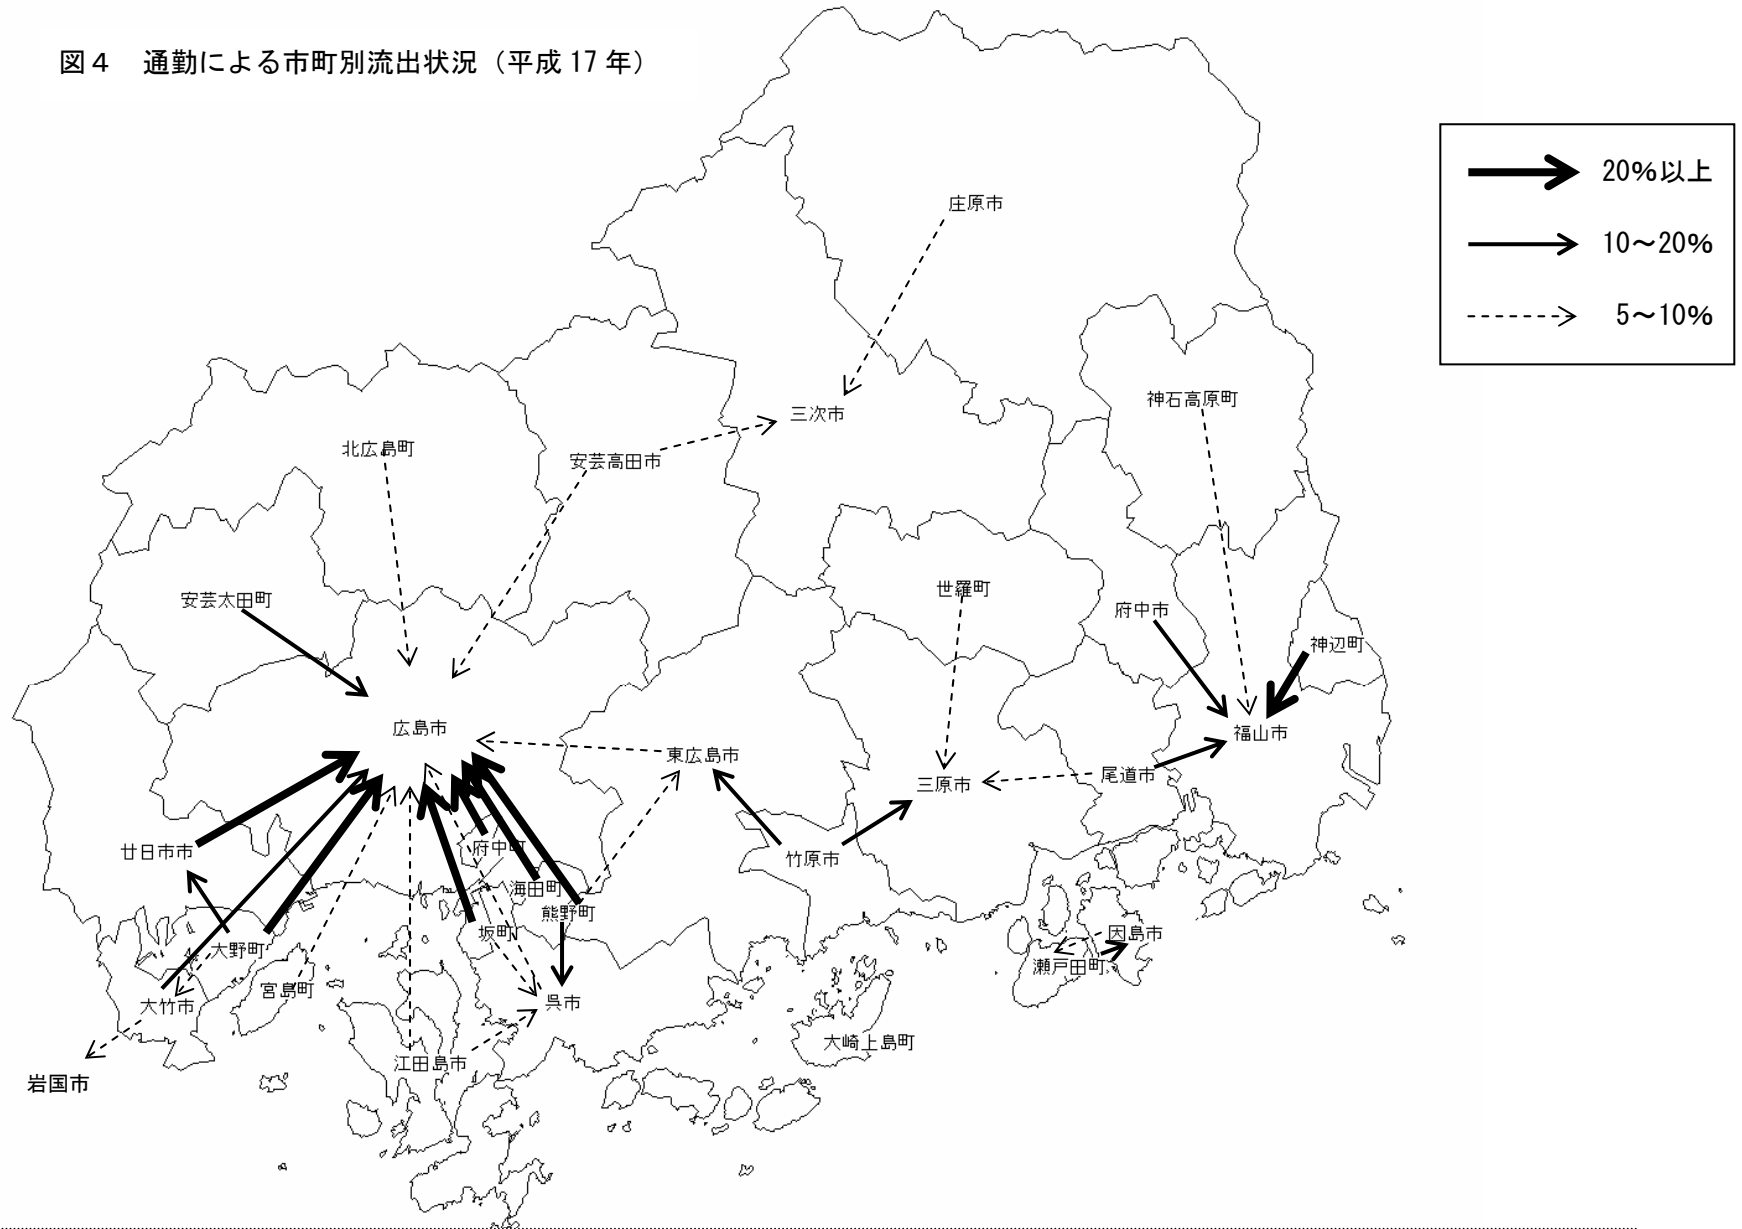 図４　通勤による市町別流出状況（平成 17 年）
20%以上
10～20%
5～10%
庄原市
神石高原町
三次市
北広島町
安芸高田市
世羅町
安芸太田町
府中市
神辺町
広島市
福山市
東広島市
尾道市
三原市
府中町
廿日市市
竹原市
海田町
熊野町
坂町
因島市
大野町
瀬戸田町
宮島町
大竹市
呉市
大崎上島町
江田島市
岩国市